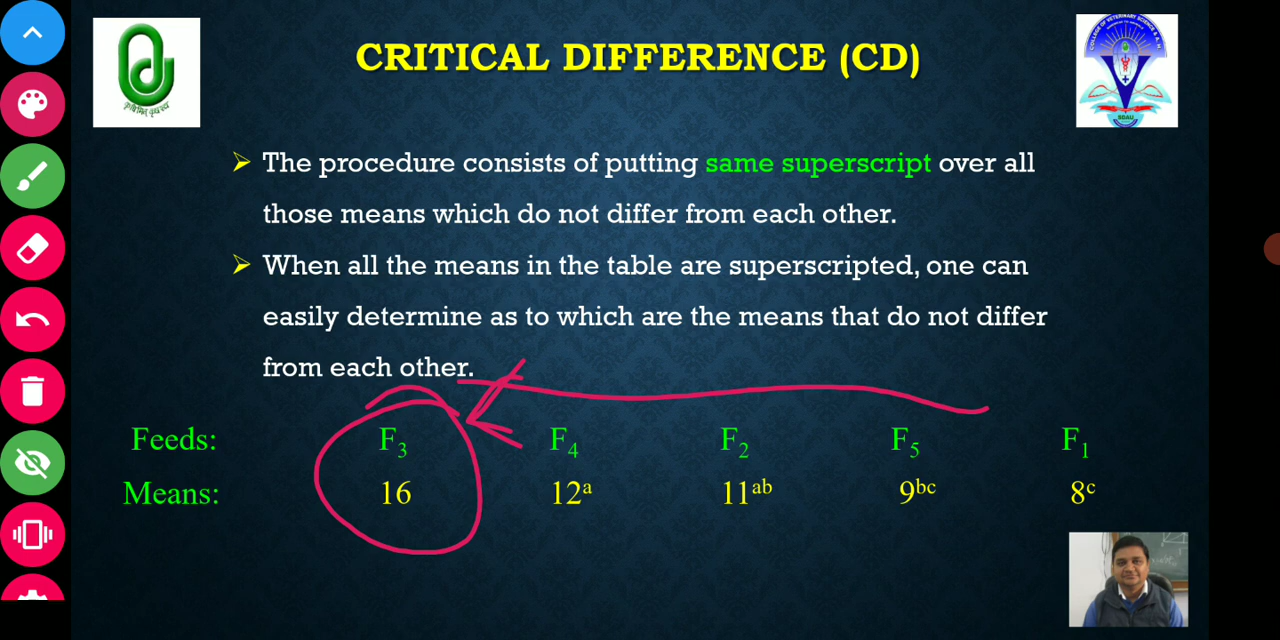 CRITICAL DIFFERENCE (CD)
➢ The procedure consists of putting same superscript over all
those means which do not differ from each other.
➢ When all the means in the table are superscripted, one can
easily determine as to which are the means that do not differ
from each other.
Feeds: F₃ F₄ F₂ F₅ F₁
Means: 16 12ᵃ 11ᵃᵇ 9ᵇᶜ 8ᶜ
SDAU